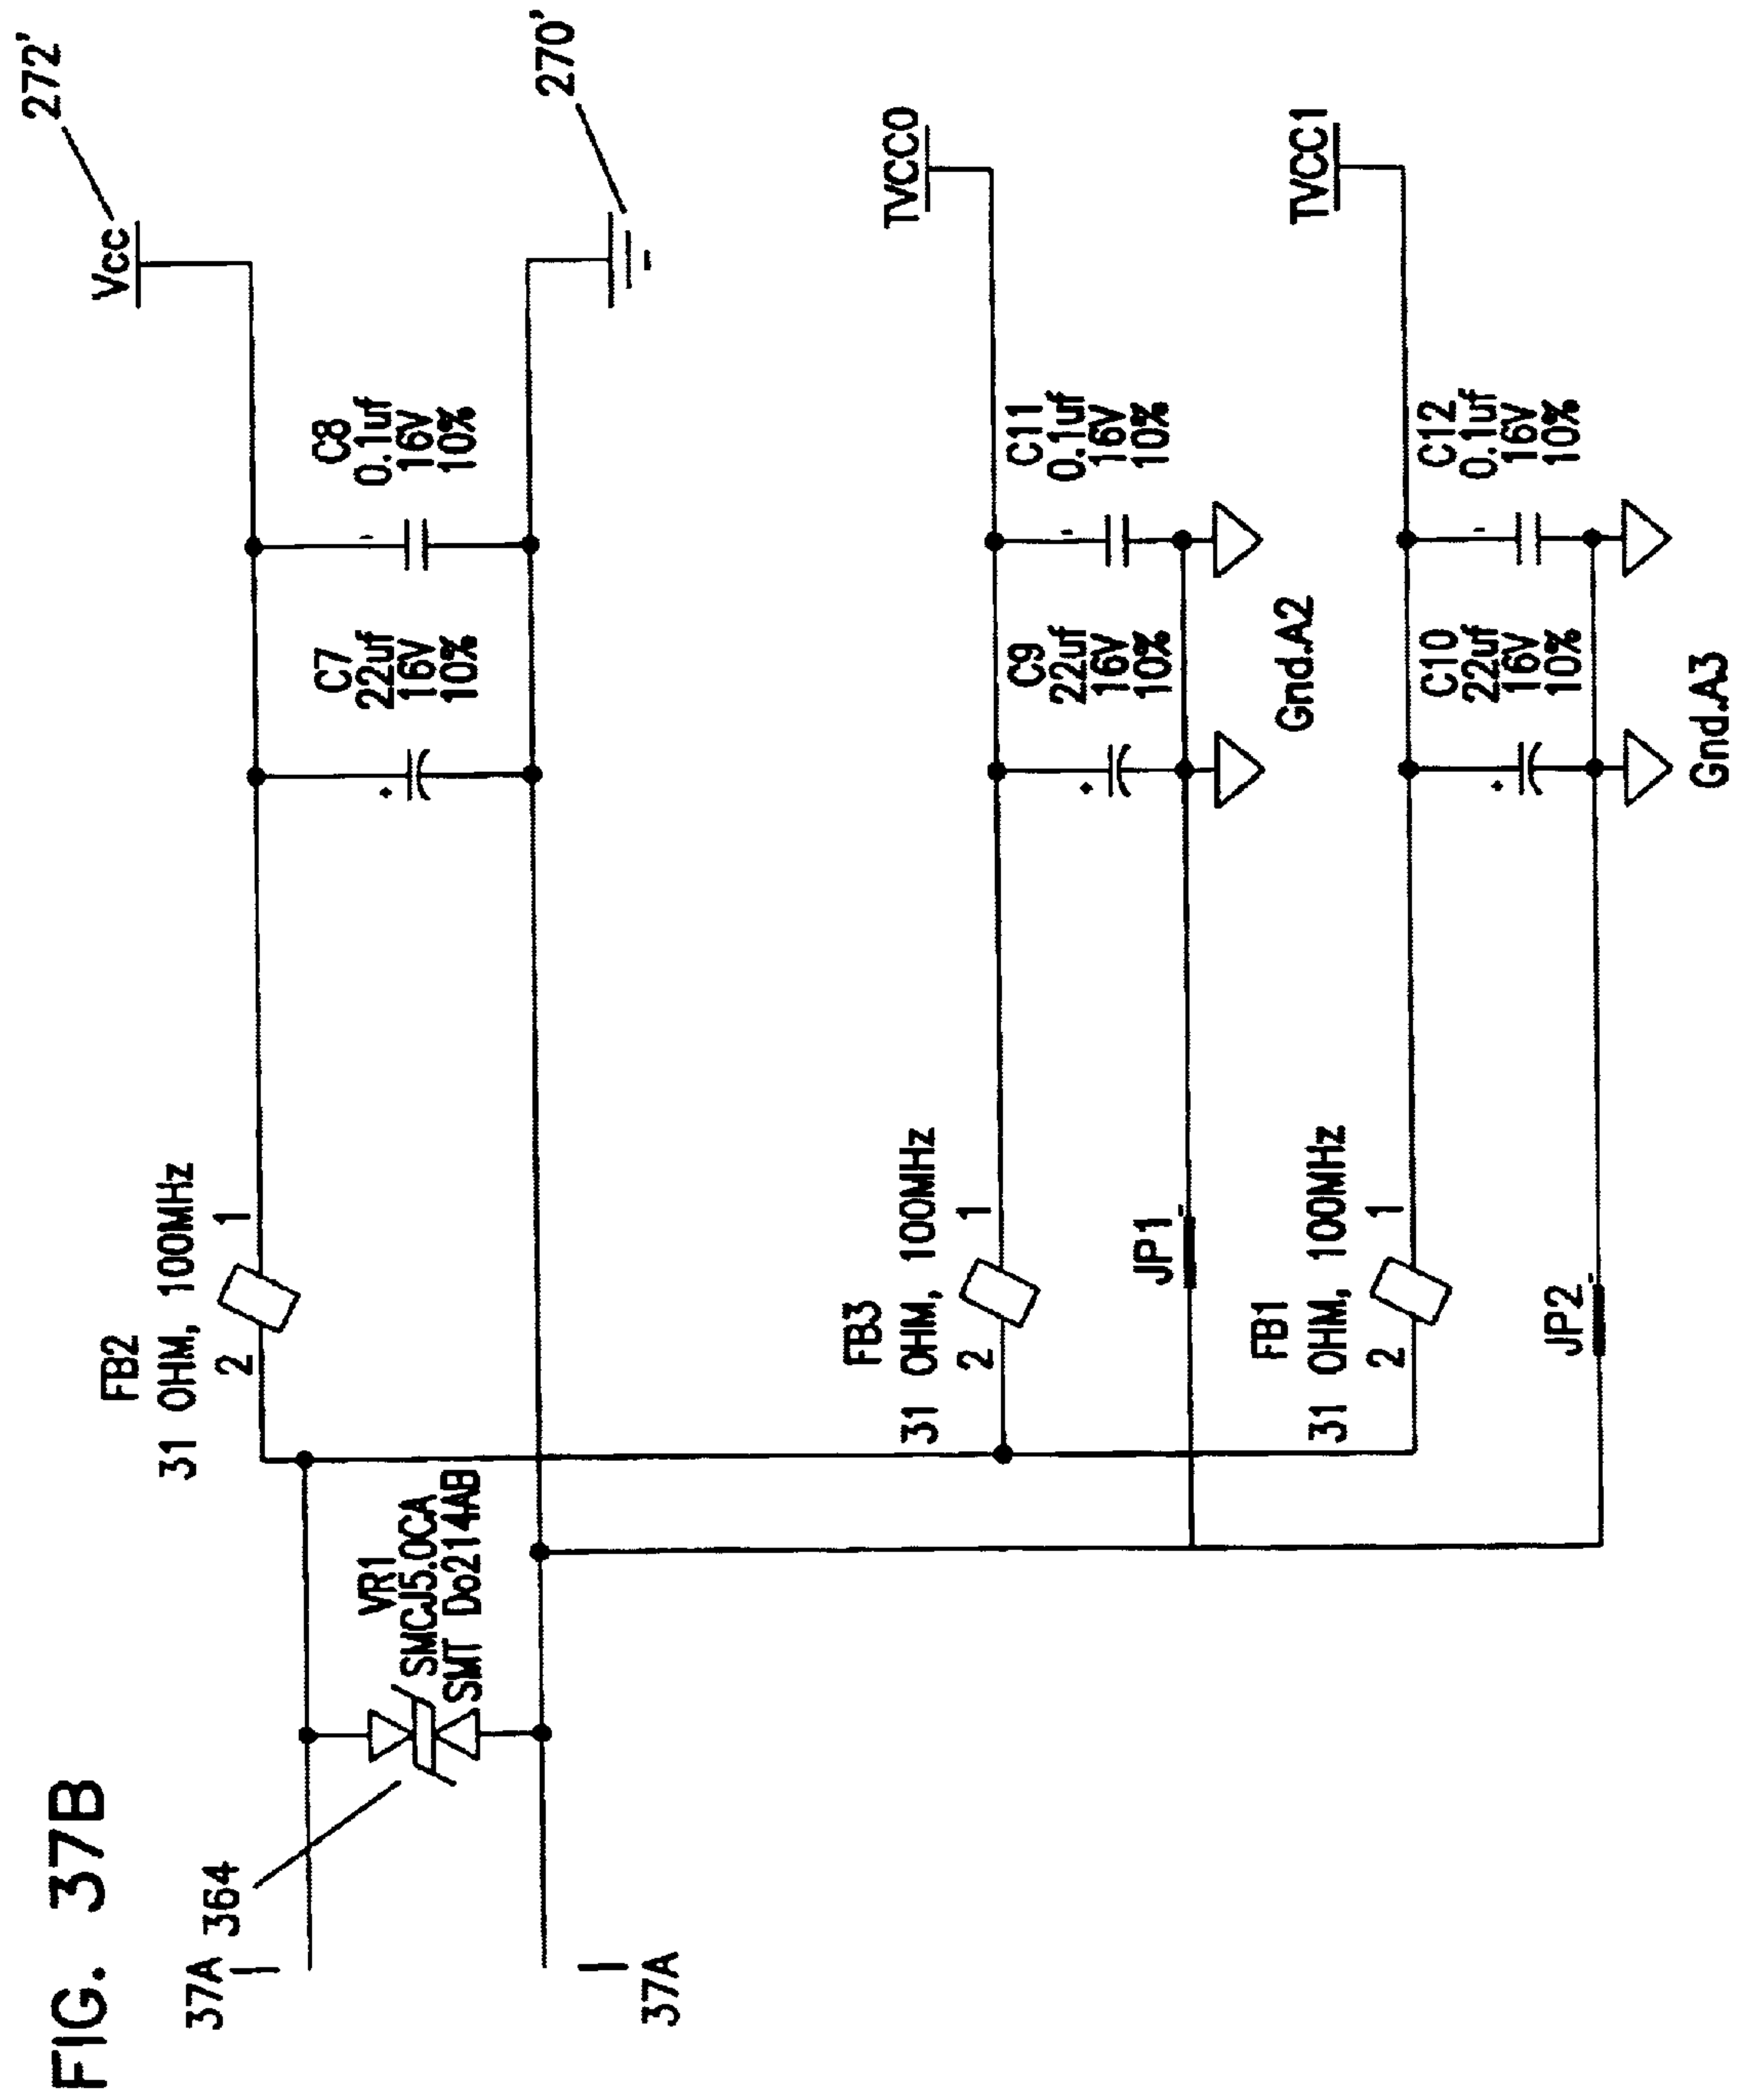 FIG. 37B
37A
364
37A
VR1
SMCJ5.0CA
SMT Do214AB
FB2
31 OHM, 100MHz
2 1
C7
22uf
16V
10%
C8
0.1uf
16V
10%
Vcc
272'
270'
FB3
31 OHM, 100MHz
2 1
JP1
C9
22uf
16V
10%
C11
0.1uf
16V
10%
Gnd.A2
TVCC0
FB1
31 OHM, 100MHz
2 1
JP2
C10
22uf
16V
10%
C12
0.1uf
16V
10%
Gnd.A3
TVCC1